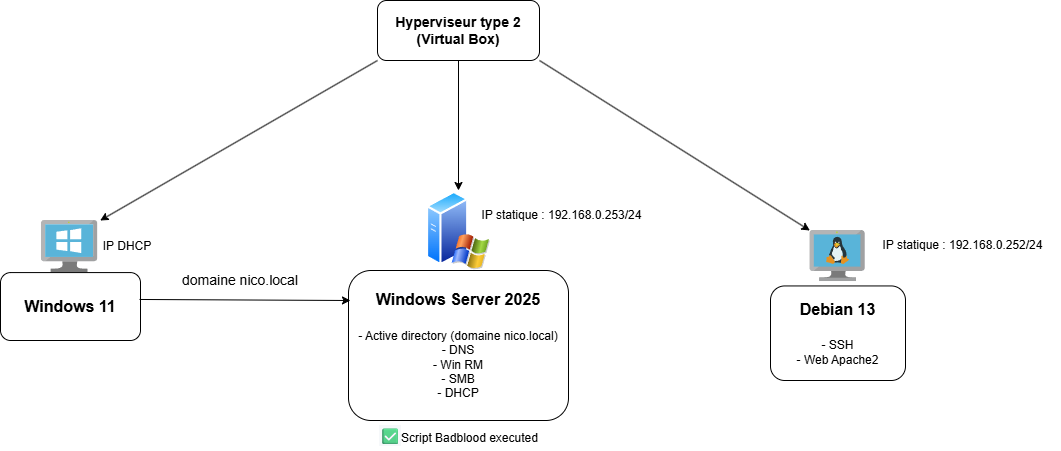 Hyperviseur type 2
(Virtual Box)
IP statique : 192.168.0.253/24
IP DHCP
IP statique : 192.168.0.252/24
domaine nico.local
Windows 11
Windows Server 2025
- Active directory (domaine nico.local)
- DNS
- Win RM
- SMB
- DHCP
Debian 13
- SSH
- Web Apache2
✅ Script Badblood executed